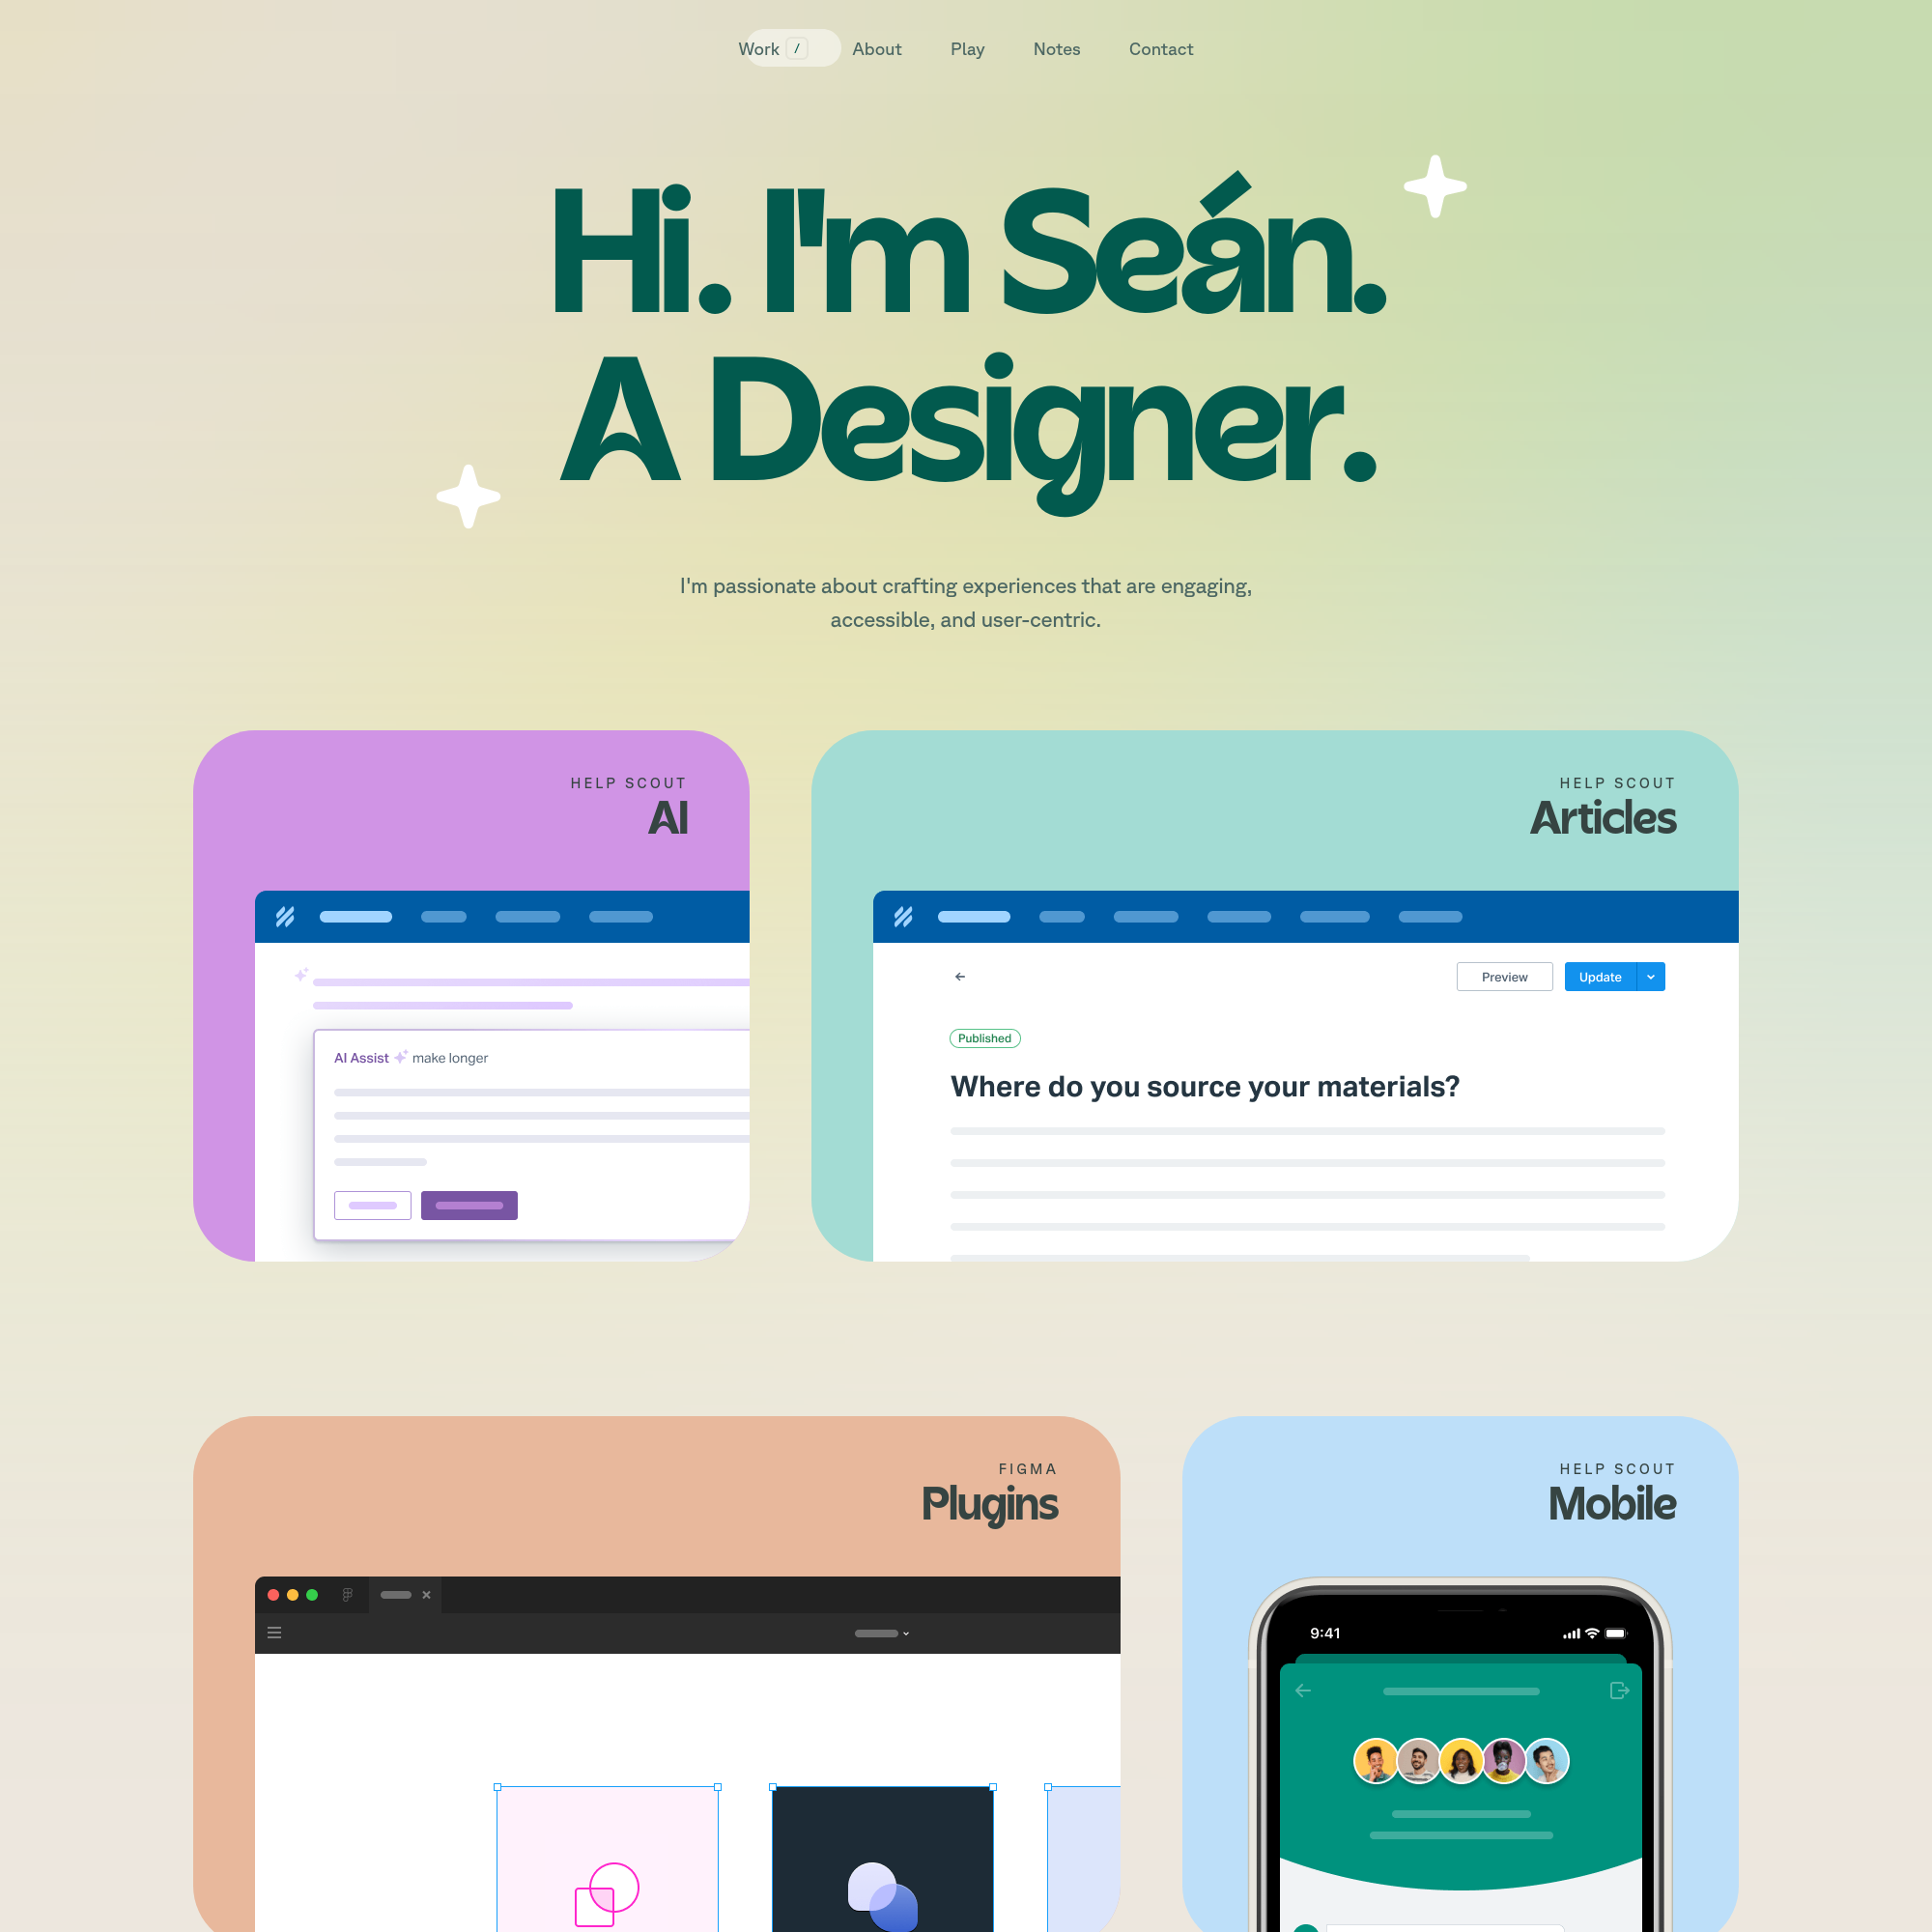 Work / About Play Notes Contact
Hi. I'm Seán.
A Designer.
I'm passionate about crafting experiences that are engaging,
accessible, and user-centric.
HELP SCOUT
AI
AI Assist make longer
HELP SCOUT
Articles
Preview Update
Published
Where do you source your materials?
FIGMA
Plugins
HELP SCOUT
Mobile
9:41